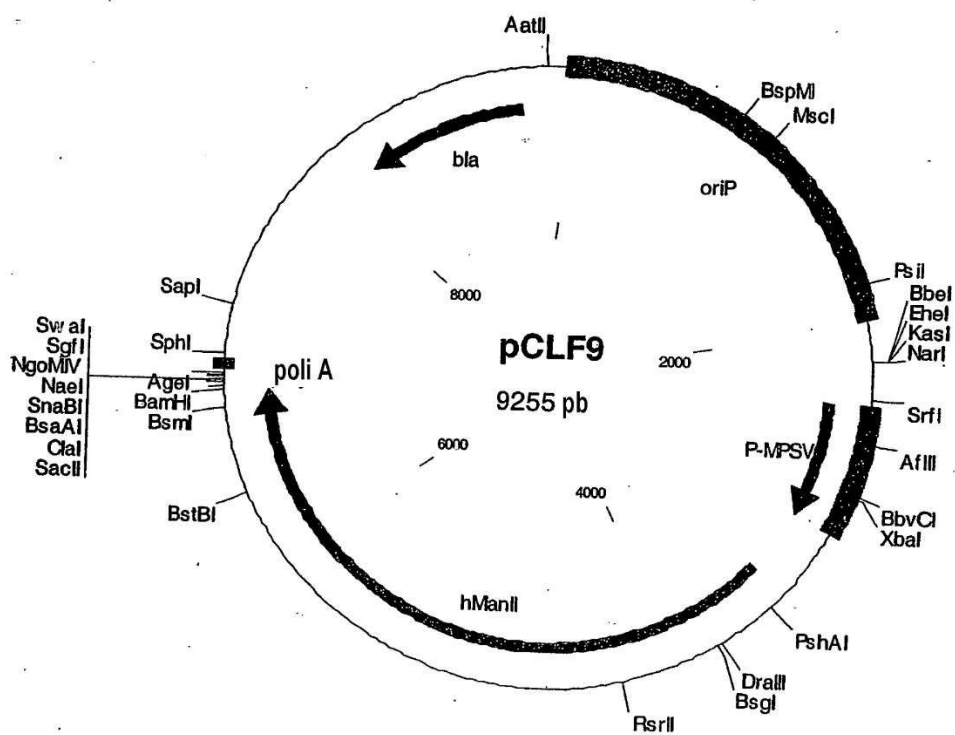 AatII
BspMI
MscI
bla
oriP
PsiI
BbeI
EheI
KasI
NarI
SapI
8000
SwaI
SgfI
NgoMIV
NaeI
SnaBI
BsaAI
ClaI
SacII
SphI
AgeI
BamHI
BsmI
poli A
pCLF9
9255 pb
2000
SrfI
P-MPSV
AflII
6000
4000
BbvCI
XbaI
BstBI
hManII
PshAI
DraIII
BsgI
RsrII